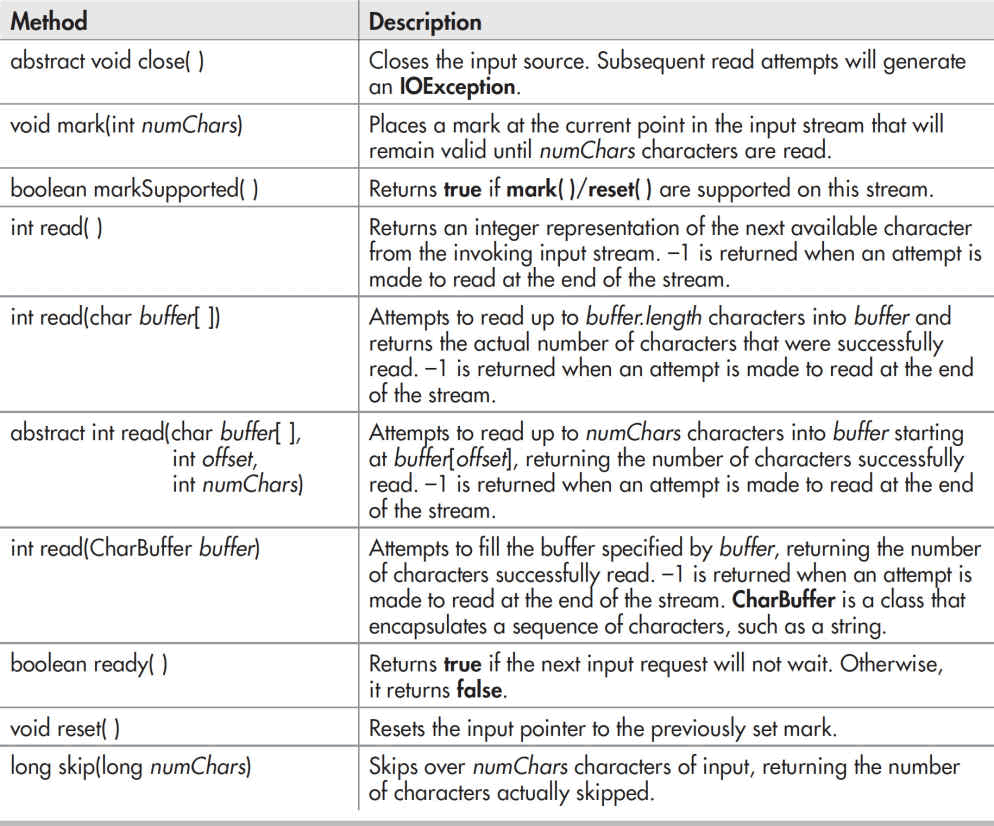 Method Description
abstract void close( ) Closes the input source. Subsequent read attempts will generate
an IOException.
void mark(int numChars) Places a mark at the current point in the input stream that will
remain valid until numChars characters are read.
boolean markSupported( ) Returns true if mark( )/reset( ) are supported on this stream.
int read( ) Returns an integer representation of the next available character
from the invoking input stream. –1 is returned when an attempt is
made to read at the end of the stream.
int read(char buffer[ ]) Attempts to read up to buffer.length characters into buffer and
returns the actual number of characters that were successfully
read. –1 is returned when an attempt is made to read at the end
of the stream.
abstract int read(char buffer[ ], Attempts to read up to numChars characters into buffer starting
int offset, at buffer[offset], returning the number of characters successfully
int numChars) read. –1 is returned when an attempt is made to read at the end
of the stream.
int read(CharBuffer buffer) Attempts to fill the buffer specified by buffer, returning the number
of characters successfully read. –1 is returned when an attempt is
made to read at the end of the stream. CharBuffer is a class that
encapsulates a sequence of characters, such as a string.
boolean ready( ) Returns true if the next input request will not wait. Otherwise,
it returns false.
void reset( ) Resets the input pointer to the previously set mark.
long skip(long numChars) Skips over numChars characters of input, returning the number
of characters actually skipped.